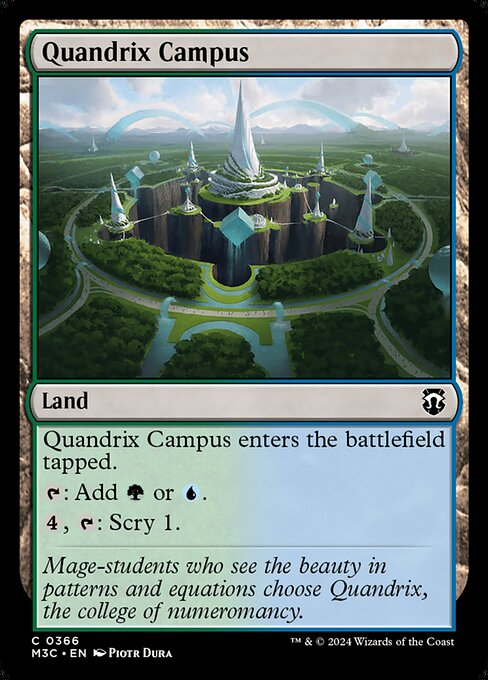 Quandrix Campus
Land
Quandrix Campus enters the battlefield
tapped.
: Add or .
4, : Scry 1.
Mage-students who see the beauty in
patterns and equations choose Quandrix,
the college of numeromancy.
C 0366
M3C • EN Piotr Dura
™ & © 2024 Wizards of the Coast